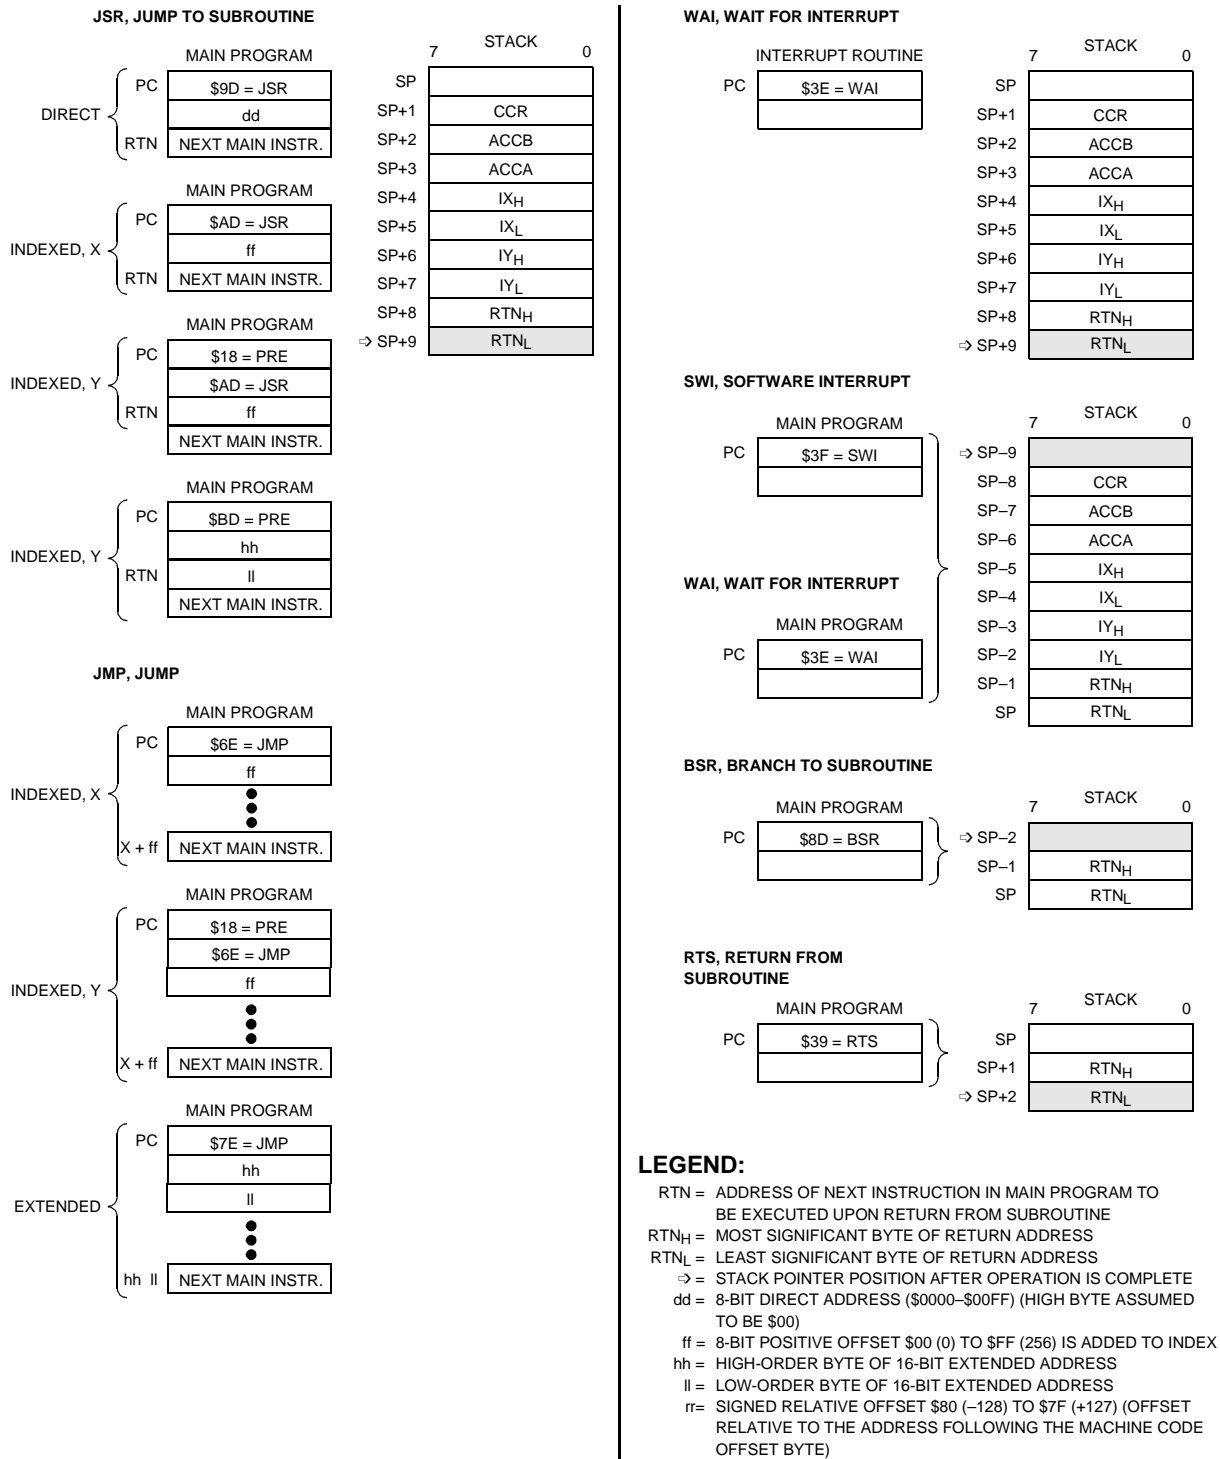 JSR, JUMP TO SUBROUTINE
MAIN PROGRAM
DIRECT
PC $9D = JSR
dd
RTN NEXT MAIN INSTR.
MAIN PROGRAM
INDEXED, X
PC $AD = JSR
ff
RTN NEXT MAIN INSTR.
MAIN PROGRAM
INDEXED, Y
PC $18 = PRE
$AD = JSR
RTN ff
NEXT MAIN INSTR.
MAIN PROGRAM
INDEXED, Y
PC $BD = PRE
hh
RTN ll
NEXT MAIN INSTR.
7 STACK 0
SP
SP+1 CCR
SP+2 ACCB
SP+3 ACCA
SP+4 IXH
SP+5 IXL
SP+6 IYH
SP+7 IYL
SP+8 RTNH
➩ SP+9 RTNL
JMP, JUMP
MAIN PROGRAM
INDEXED, X
PC $6E = JMP
ff
X + ff NEXT MAIN INSTR.
MAIN PROGRAM
INDEXED, Y
PC $18 = PRE
$6E = JMP
ff
X + ff NEXT MAIN INSTR.
MAIN PROGRAM
EXTENDED
PC $7E = JMP
hh
ll
hh ll NEXT MAIN INSTR.
WAI, WAIT FOR INTERRUPT
INTERRUPT ROUTINE
PC $3E = WAI
7 STACK 0
SP
SP+1 CCR
SP+2 ACCB
SP+3 ACCA
SP+4 IXH
SP+5 IXL
SP+6 IYH
SP+7 IYL
SP+8 RTNH
➩ SP+9 RTNL
SWI, SOFTWARE INTERRUPT
MAIN PROGRAM
PC $3F = SWI
WAI, WAIT FOR INTERRUPT
MAIN PROGRAM
PC $3E = WAI
7 STACK 0
➩ SP–9
SP–8 CCR
SP–7 ACCB
SP–6 ACCA
SP–5 IXH
SP–4 IXL
SP–3 IYH
SP–2 IYL
SP–1 RTNH
SP RTNL
BSR, BRANCH TO SUBROUTINE
MAIN PROGRAM
PC $8D = BSR
7 STACK 0
➩ SP–2
SP–1 RTNH
SP RTNL
RTS, RETURN FROM
SUBROUTINE
MAIN PROGRAM
PC $39 = RTS
7 STACK 0
SP
SP+1 RTNH
➩ SP+2 RTNL
LEGEND:
RTN = ADDRESS OF NEXT INSTRUCTION IN MAIN PROGRAM TO
BE EXECUTED UPON RETURN FROM SUBROUTINE
RTNH = MOST SIGNIFICANT BYTE OF RETURN ADDRESS
RTNL = LEAST SIGNIFICANT BYTE OF RETURN ADDRESS
➩ = STACK POINTER POSITION AFTER OPERATION IS COMPLETE
dd = 8-BIT DIRECT ADDRESS ($0000–$00FF) (HIGH BYTE ASSUMED
TO BE $00)
ff = 8-BIT POSITIVE OFFSET $00 (0) TO $FF (256) IS ADDED TO INDEX
hh = HIGH-ORDER BYTE OF 16-BIT EXTENDED ADDRESS
ll = LOW-ORDER BYTE OF 16-BIT EXTENDED ADDRESS
rr= SIGNED RELATIVE OFFSET $80 (–128) TO $7F (+127) (OFFSET
RELATIVE TO THE ADDRESS FOLLOWING THE MACHINE CODE
OFFSET BYTE)